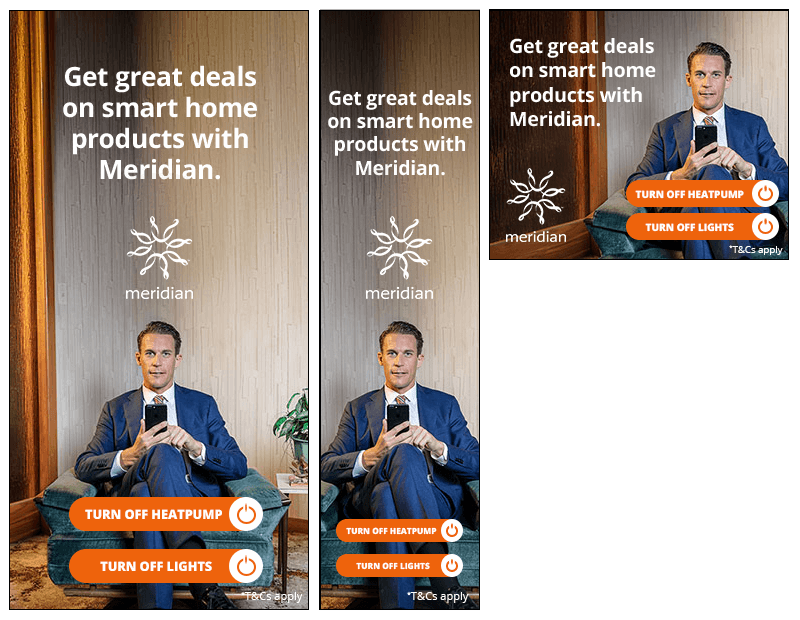 Get great deals
on smart home
products with
Meridian.
meridian
TURN OFF HEATPUMP
TURN OFF LIGHTS
*T&Cs apply
Get great deals
on smart home
products with
Meridian.
meridian
TURN OFF HEATPUMP
TURN OFF LIGHTS
*T&Cs apply
Get great deals
on smart home
products with
Meridian.
meridian
TURN OFF HEATPUMP
TURN OFF LIGHTS
*T&Cs apply